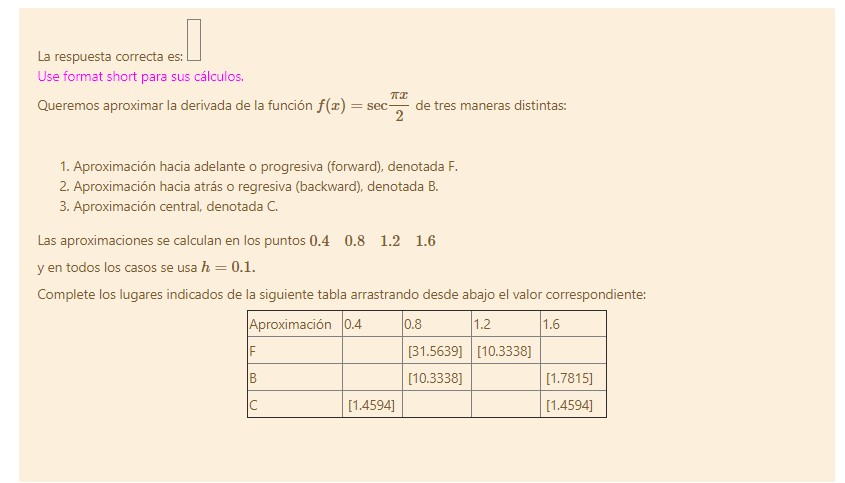 La respuesta correcta es:
Use format short para sus cálculos.
Queremos aproximar la derivada de la función f(x) = sec πx/2 de tres maneras distintas:
1. Aproximación hacia adelante o progresiva (forward), denotada F.
2. Aproximación hacia atrás o regresiva (backward), denotada B.
3. Aproximación central, denotada C.
Las aproximaciones se calculan en los puntos 0.4 0.8 1.2 1.6
y en todos los casos se usa h = 0.1.
Complete los lugares indicados de la siguiente tabla arrastrando desde abajo el valor correspondiente:
Aproximación 0.4 0.8 1.2 1.6
F [31.5639] [10.3338]
B [10.3338] [1.7815]
C [1.4594] [1.4594]